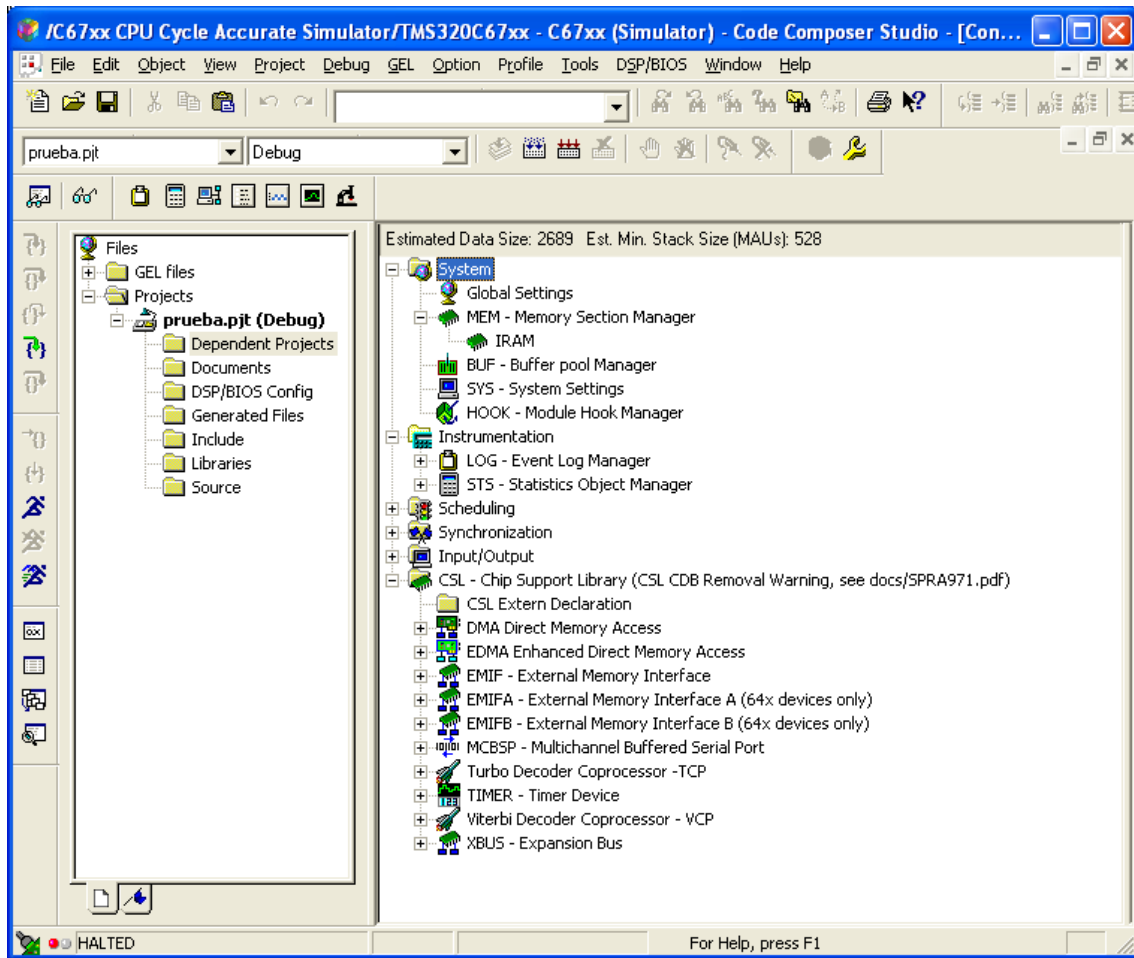 /C67xx CPU Cycle Accurate Simulator/TMS320C67xx - C67xx (Simulator) - Code Composer Studio - [Con...
File Edit Object View Project Debug GEL Option Profile Tools DSP/BIOS Window Help
prueba.pjt Debug
Files
GEL files
Projects
prueba.pjt (Debug)
Dependent Projects
Documents
DSP/BIOS Config
Generated Files
Include
Libraries
Source
Estimated Data Size: 2689 Est. Min. Stack Size (MAUs): 528
System
Global Settings
MEM - Memory Section Manager
IRAM
BUF - Buffer pool Manager
SYS - System Settings
HOOK - Module Hook Manager
Instrumentation
LOG - Event Log Manager
STS - Statistics Object Manager
Scheduling
Synchronization
Input/Output
CSL - Chip Support Library (CSL CDB Removal Warning, see docs/SPRA971.pdf)
CSL Extern Declaration
DMA Direct Memory Access
EDMA Enhanced Direct Memory Access
EMIF - External Memory Interface
EMIFA - External Memory Interface A (64x devices only)
EMIFB - External Memory Interface B (64x devices only)
MCBSP - Multichannel Buffered Serial Port
Turbo Decoder Coprocessor -TCP
TIMER - Timer Device
Viterbi Decoder Coprocessor - VCP
XBUS - Expansion Bus
HALTED For Help, press F1